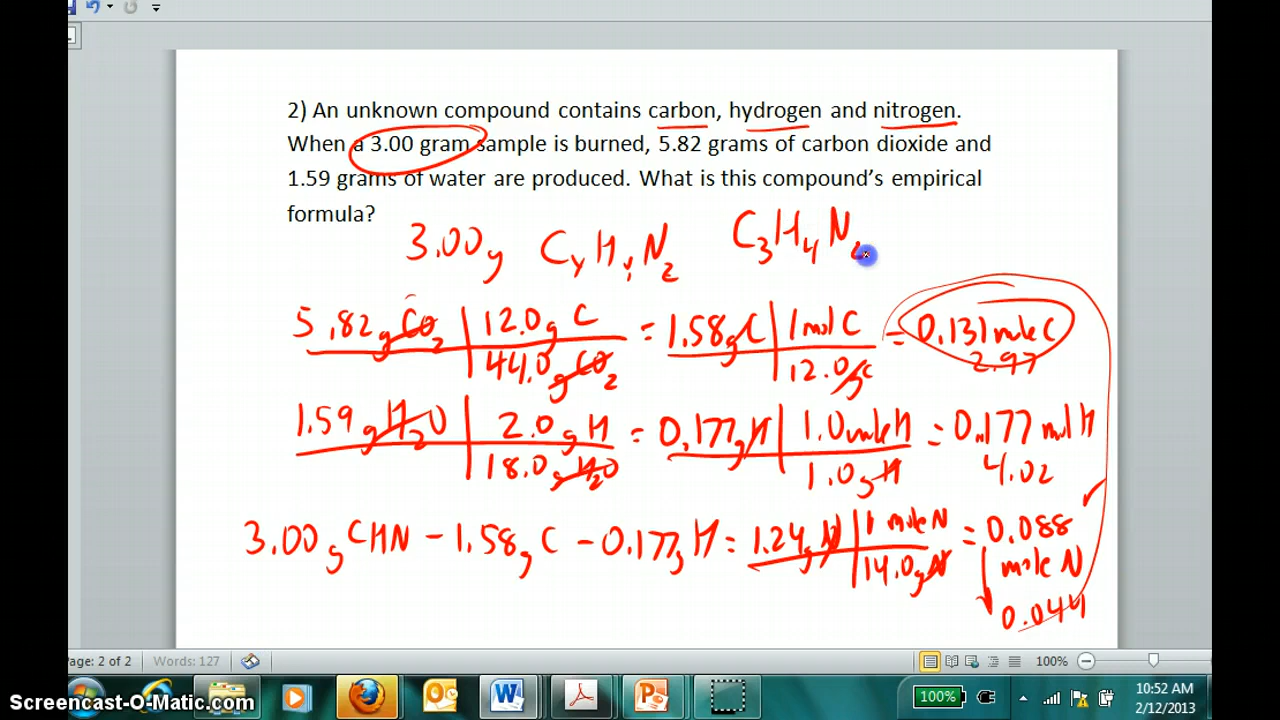 2) An unknown compound contains carbon, hydrogen and nitrogen.
When a 3.00 gram sample is burned, 5.82 grams of carbon dioxide and
1.59 grams of water are produced. What is this compound's empirical
formula?
3.00g CxHyNz C3H4N2
5.82g CO2 | 12.0g C = 1.58g C | 1 mol C = 0.131 mole C
44.0g CO2 12.0g C 2.97
1.59g H2O | 2.0g H = 0.177g H | 1.0 mole H = 0.177 mol H
18.0g H2O 1.0g H 4.02
3.00g CHN - 1.58g C - 0.177g H = 1.24g N | 1 mole N = 0.088
14.0g N mole N
0.044
Page: 2 of 2 Words: 127 100%
Screencast-O-Matic.com 100% 10:52 AM
2/12/2013